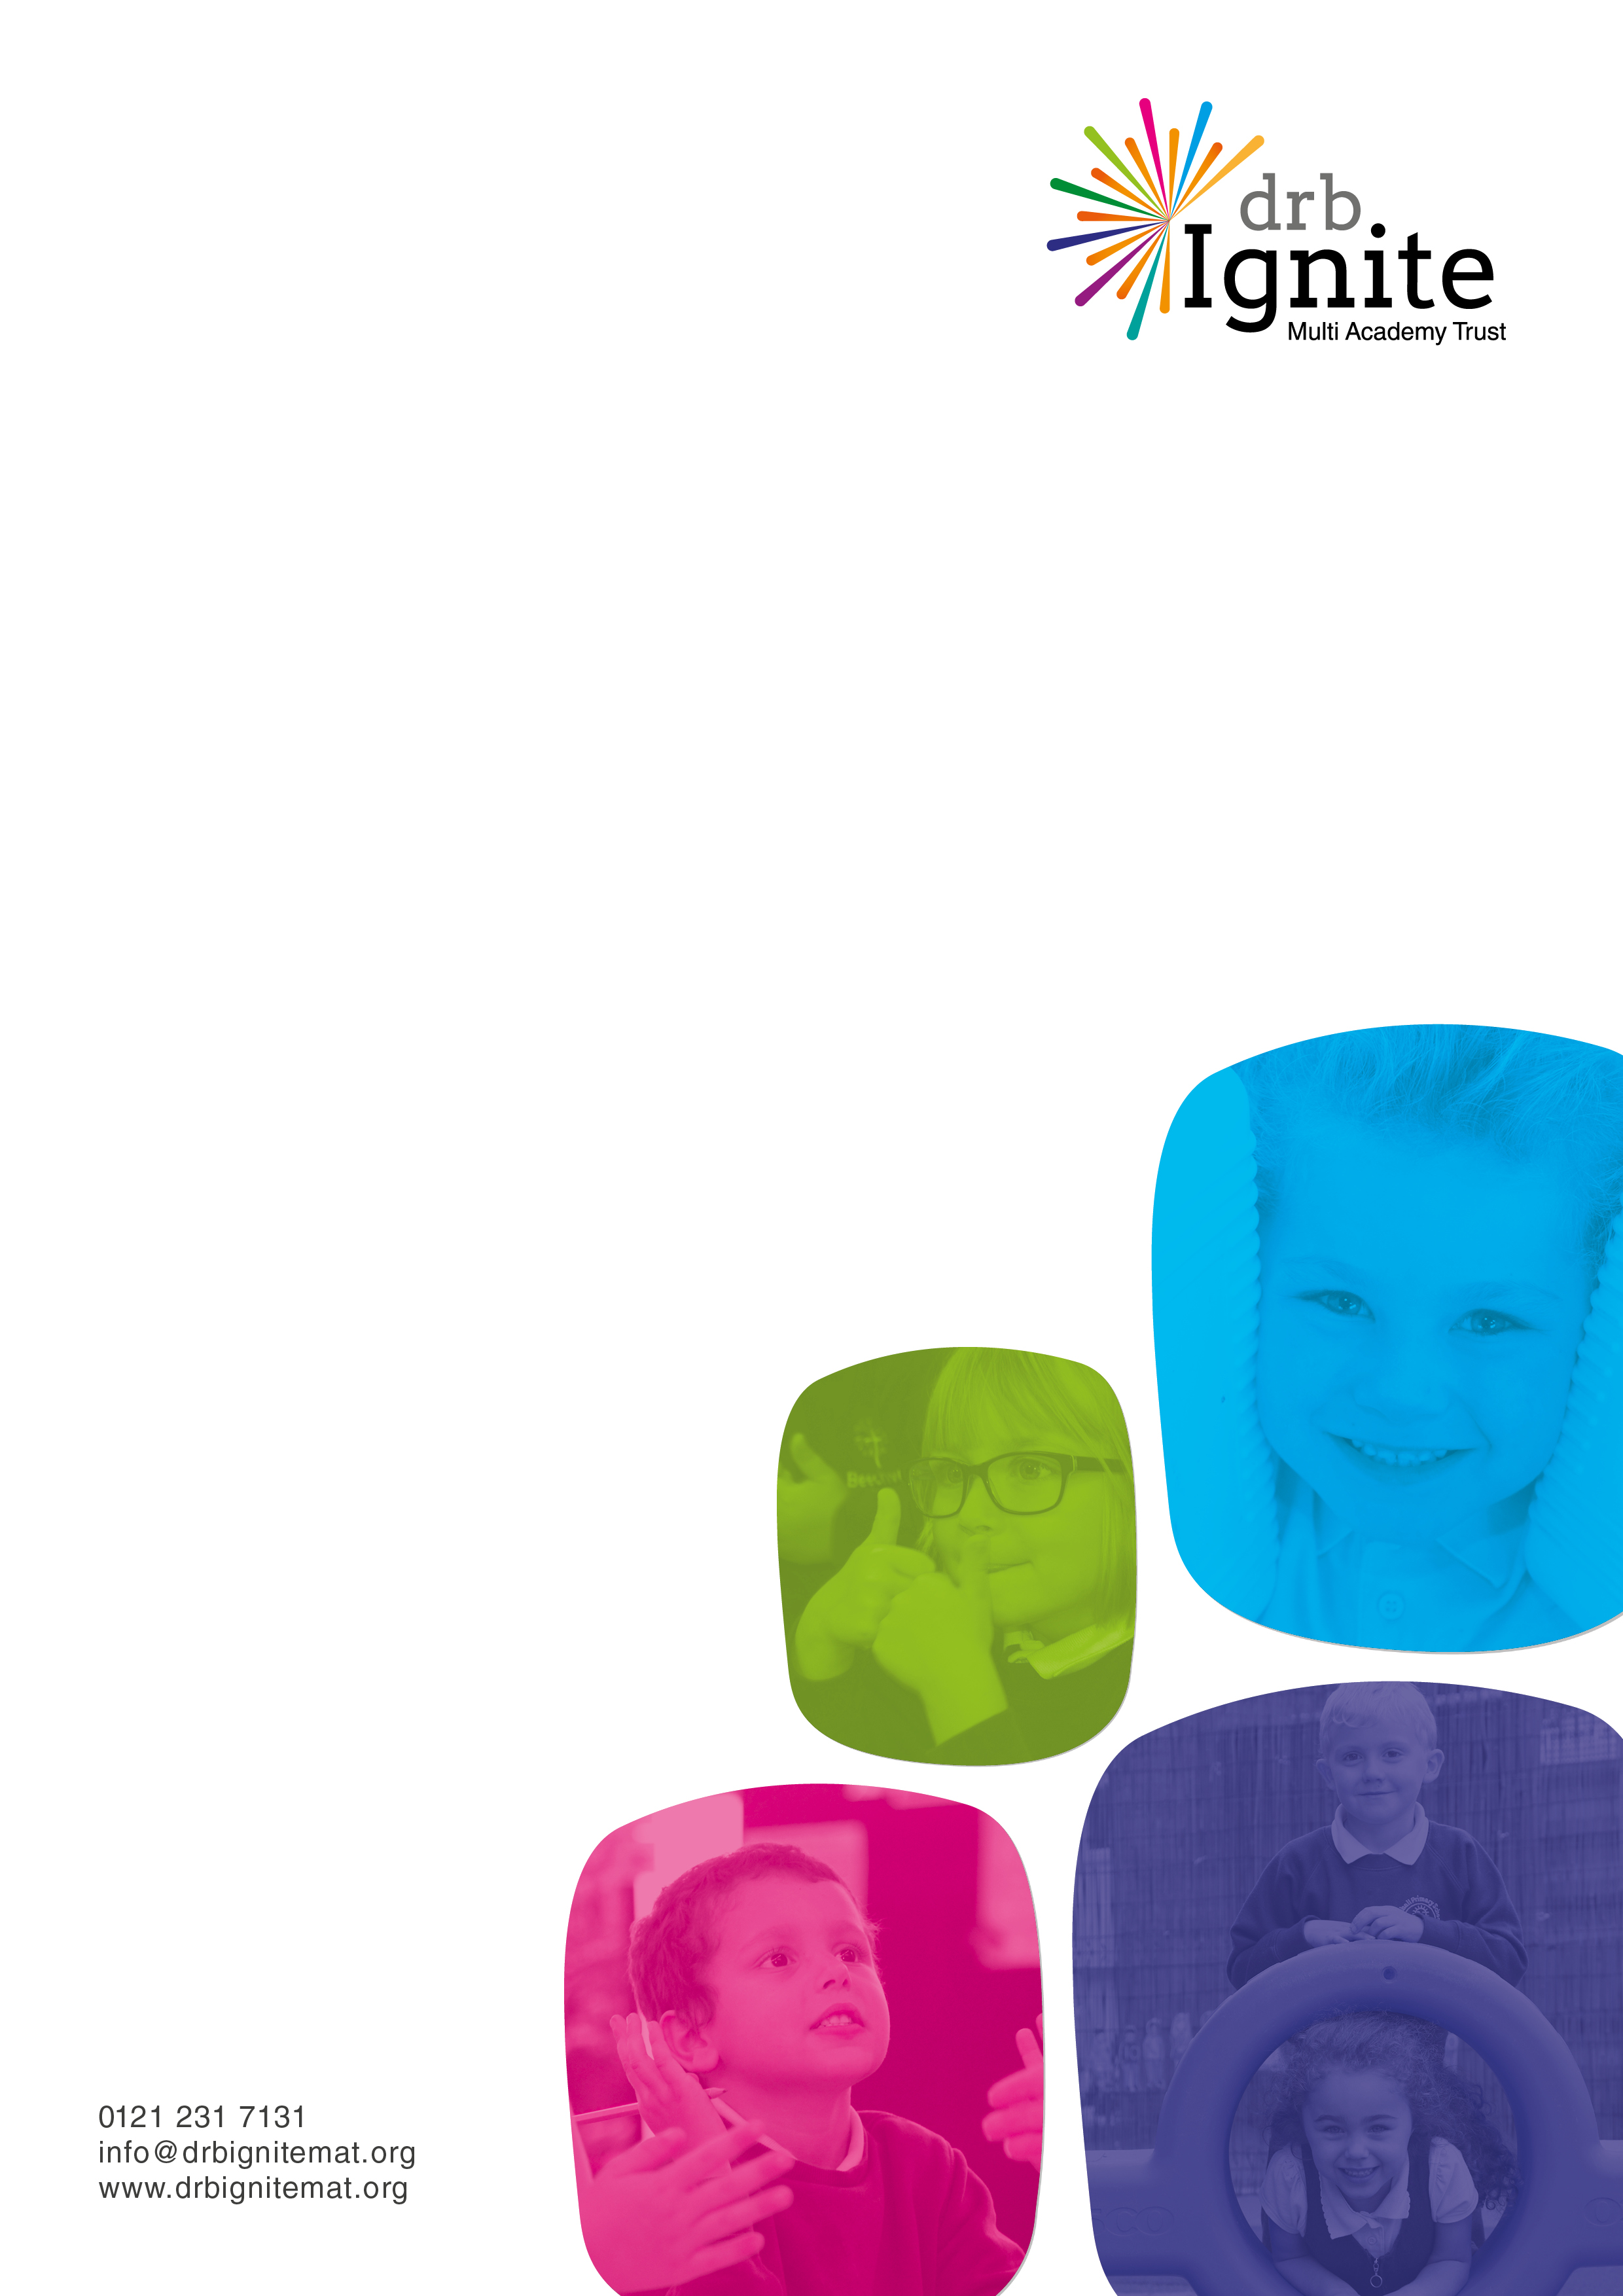 drb
Ignite
Multi Academy Trust
0121 231 7131
info@drbignitemat.org
www.drbignitemat.org